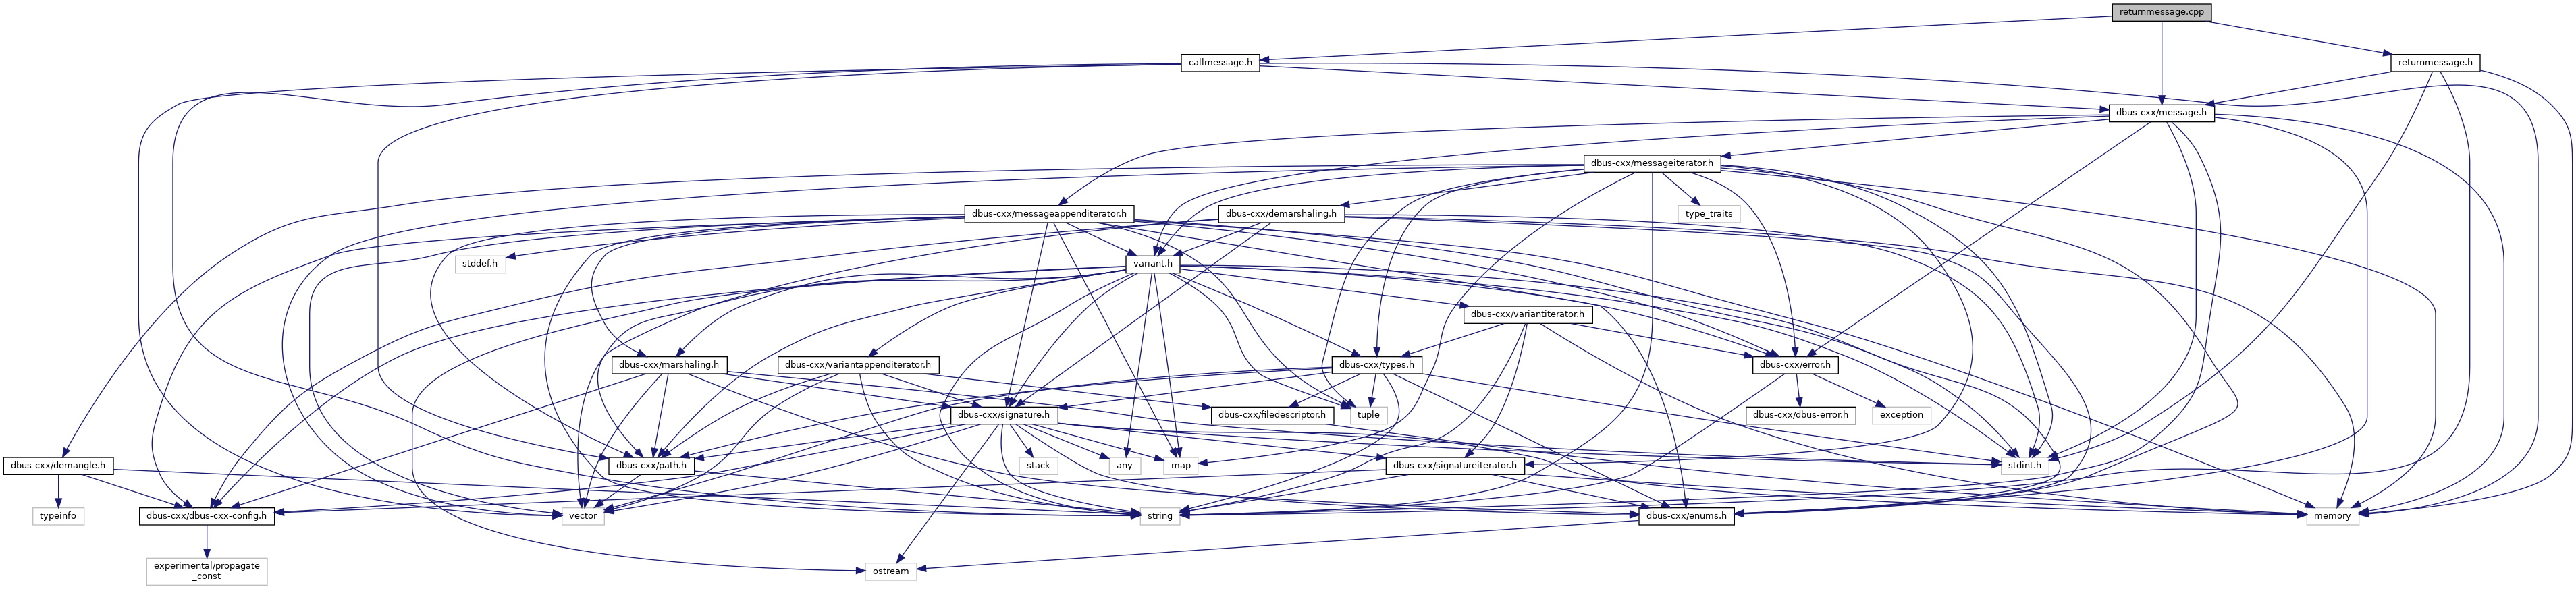 returnmessage.cpp
callmessage.h
returnmessage.h
dbus-cxx/message.h
dbus-cxx/messageiterator.h
dbus-cxx/messageappenditerator.h
dbus-cxx/demarshaling.h
type_traits
stddef.h
variant.h
dbus-cxx/variantiterator.h
dbus-cxx/marshaling.h
dbus-cxx/variantappenditerator.h
dbus-cxx/types.h
dbus-cxx/error.h
dbus-cxx/signature.h
dbus-cxx/filedescriptor.h
tuple
dbus-cxx/dbus-error.h
exception
dbus-cxx/demangle.h
dbus-cxx/path.h
stack
any
map
dbus-cxx/signatureiterator.h
stdint.h
typeinfo
dbus-cxx/dbus-cxx-config.h
vector
string
dbus-cxx/enums.h
memory
experimental/propagate
_const
ostream